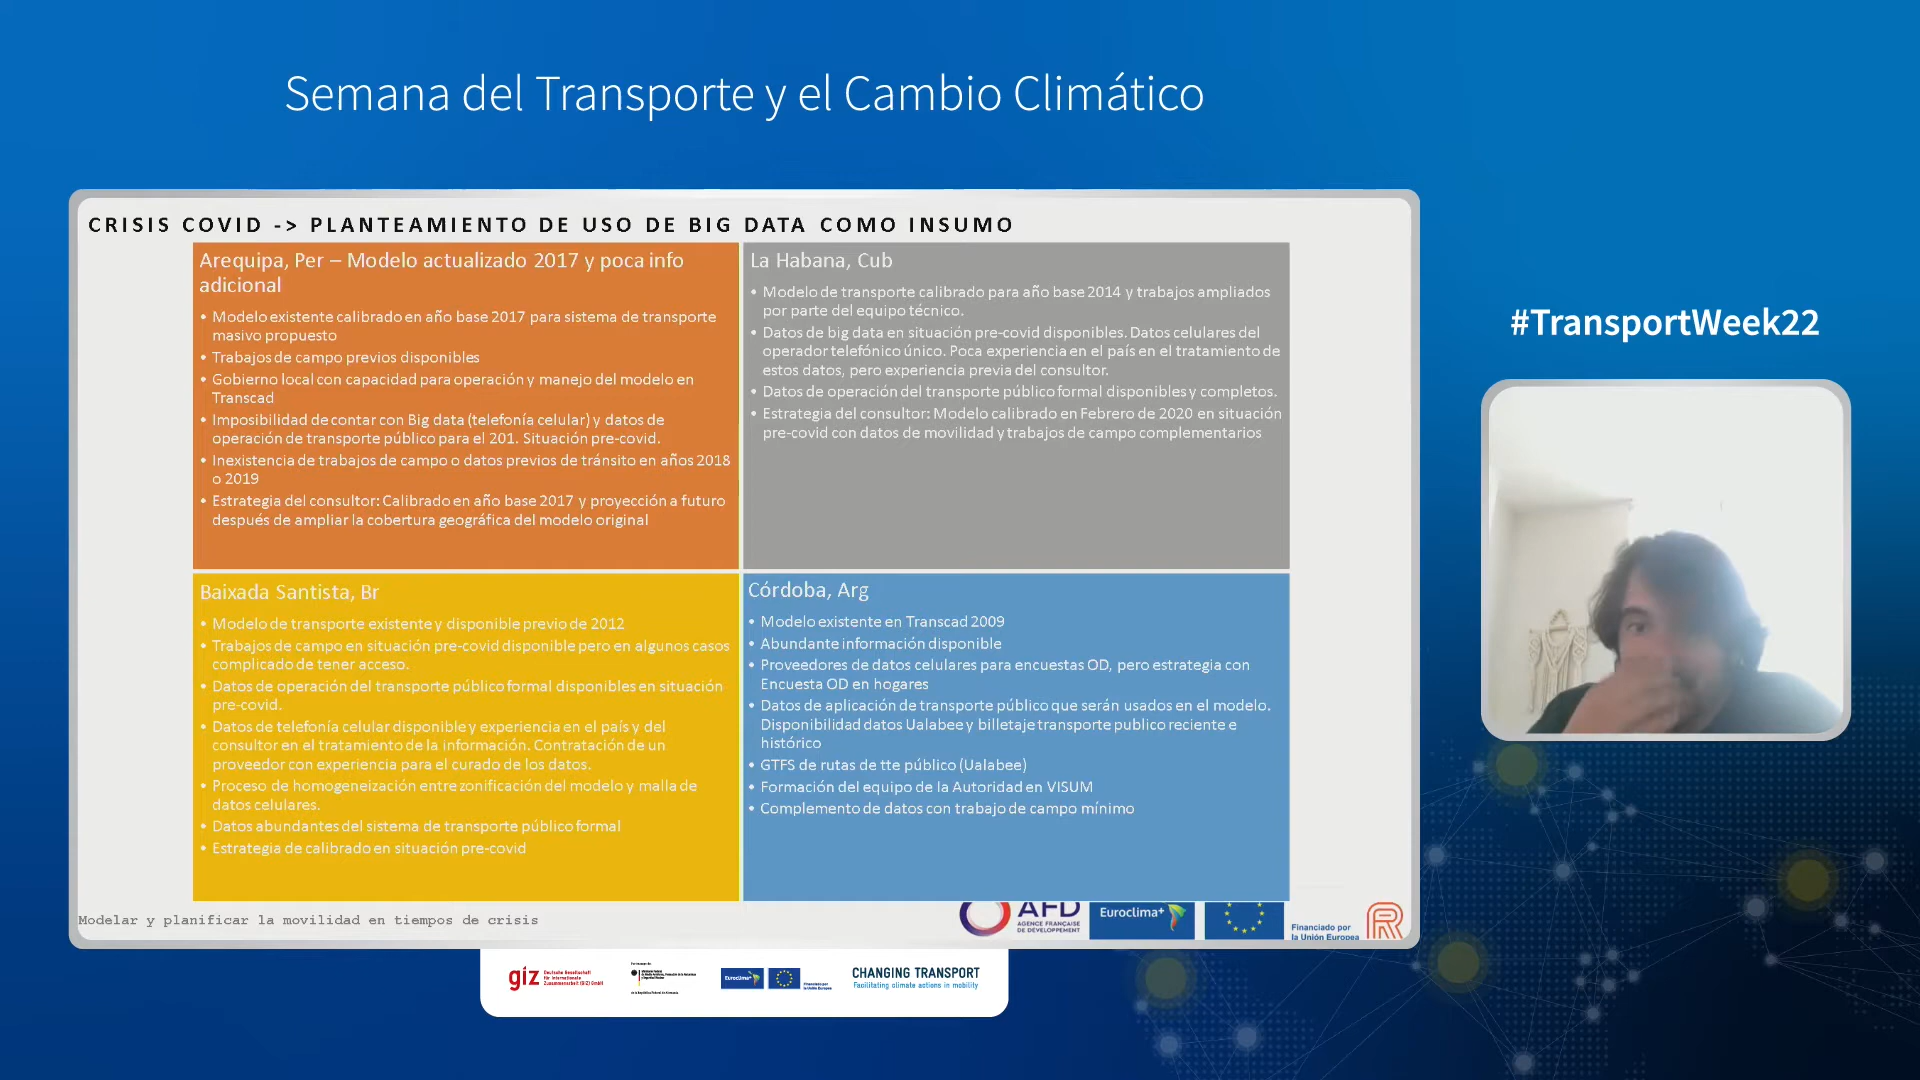 Semana del Transporte y el Cambio Climático
CRISIS COVID -> PLANTEAMIENTO DE USO DE BIG DATA COMO INSUMO
Arequipa, Per – Modelo actualizado 2017 y poca info
adicional
• Modelo existente calibrado en año base 2017 para sistema de transporte
masivo propuesto
• Trabajos de campo previos disponibles
• Gobierno local con capacidad para operación y manejo del modelo en
Transcad
• Imposibilidad de contar con Big data (telefonía celular) y datos de
operación de transporte público para el 201. Situación pre-covid.
• Inexistencia de trabajos de campo o datos previos de tránsito en años 2018
o 2019
• Estrategia del consultor: Calibrado en año base 2017 y proyección a futuro
después de ampliar la cobertura geográfica del modelo original
La Habana, Cub
• Modelo de transporte calibrado para año base 2014 y trabajos ampliados
por parte del equipo técnico.
• Datos de big data en situación pre-covid disponibles. Datos celulares del
operador telefónico único. Poca experiencia en el país en el tratamiento de
estos datos, pero experiencia previa del consultor.
• Datos de operación del transporte público formal disponibles y completos.
• Estrategia del consultor: Modelo calibrado en Febrero de 2020 en situación
pre-covid con datos de movilidad y trabajos de campo complementarios
Baixada Santista, Br
• Modelo de transporte existente y disponible previo de 2012
• Trabajos de campo en situación pre-covid disponible pero en algunos casos
complicado de tener acceso.
• Datos de operación del transporte público formal disponibles en situación
pre-covid.
• Datos de telefonía celular disponible y experiencia en el país y del
consultor en el tratamiento de la información. Contratación de un
proveedor con experiencia para el curado de los datos.
• Proceso de homogeneización entre zonificación del modelo y malla de
datos celulares.
• Datos abundantes del sistema de transporte público formal
• Estrategia de calibrado en situación pre-covid
Córdoba, Arg
• Modelo existente en Transcad 2009
• Abundante información disponible
• Proveedores de datos celulares para encuestas OD, pero estrategia con
Encuesta OD en hogares
• Datos de aplicación de transporte público que serán usados en el modelo.
Disponibilidad datos Ualabee y billetaje transporte publico reciente e
histórico
• GTFS de rutas de tte público (Ualabee)
• Formación del equipo de la Autoridad en VISUM
• Complemento de datos con trabajo de campo mínimo
Modelar y planificar la movilidad en tiempos de crisis
AFD
AGENCE FRANÇAISE
DE DÉVELOPPEMENT
Euroclima+
Financiado por
la Unión Europea
#TransportWeek22
giz
Deutsche Gesellschaft
für Internationale
Zusammenarbeit (GIZ) GmbH
Euroclima+
CHANGING TRANSPORT
Facilitating climate actions in mobility